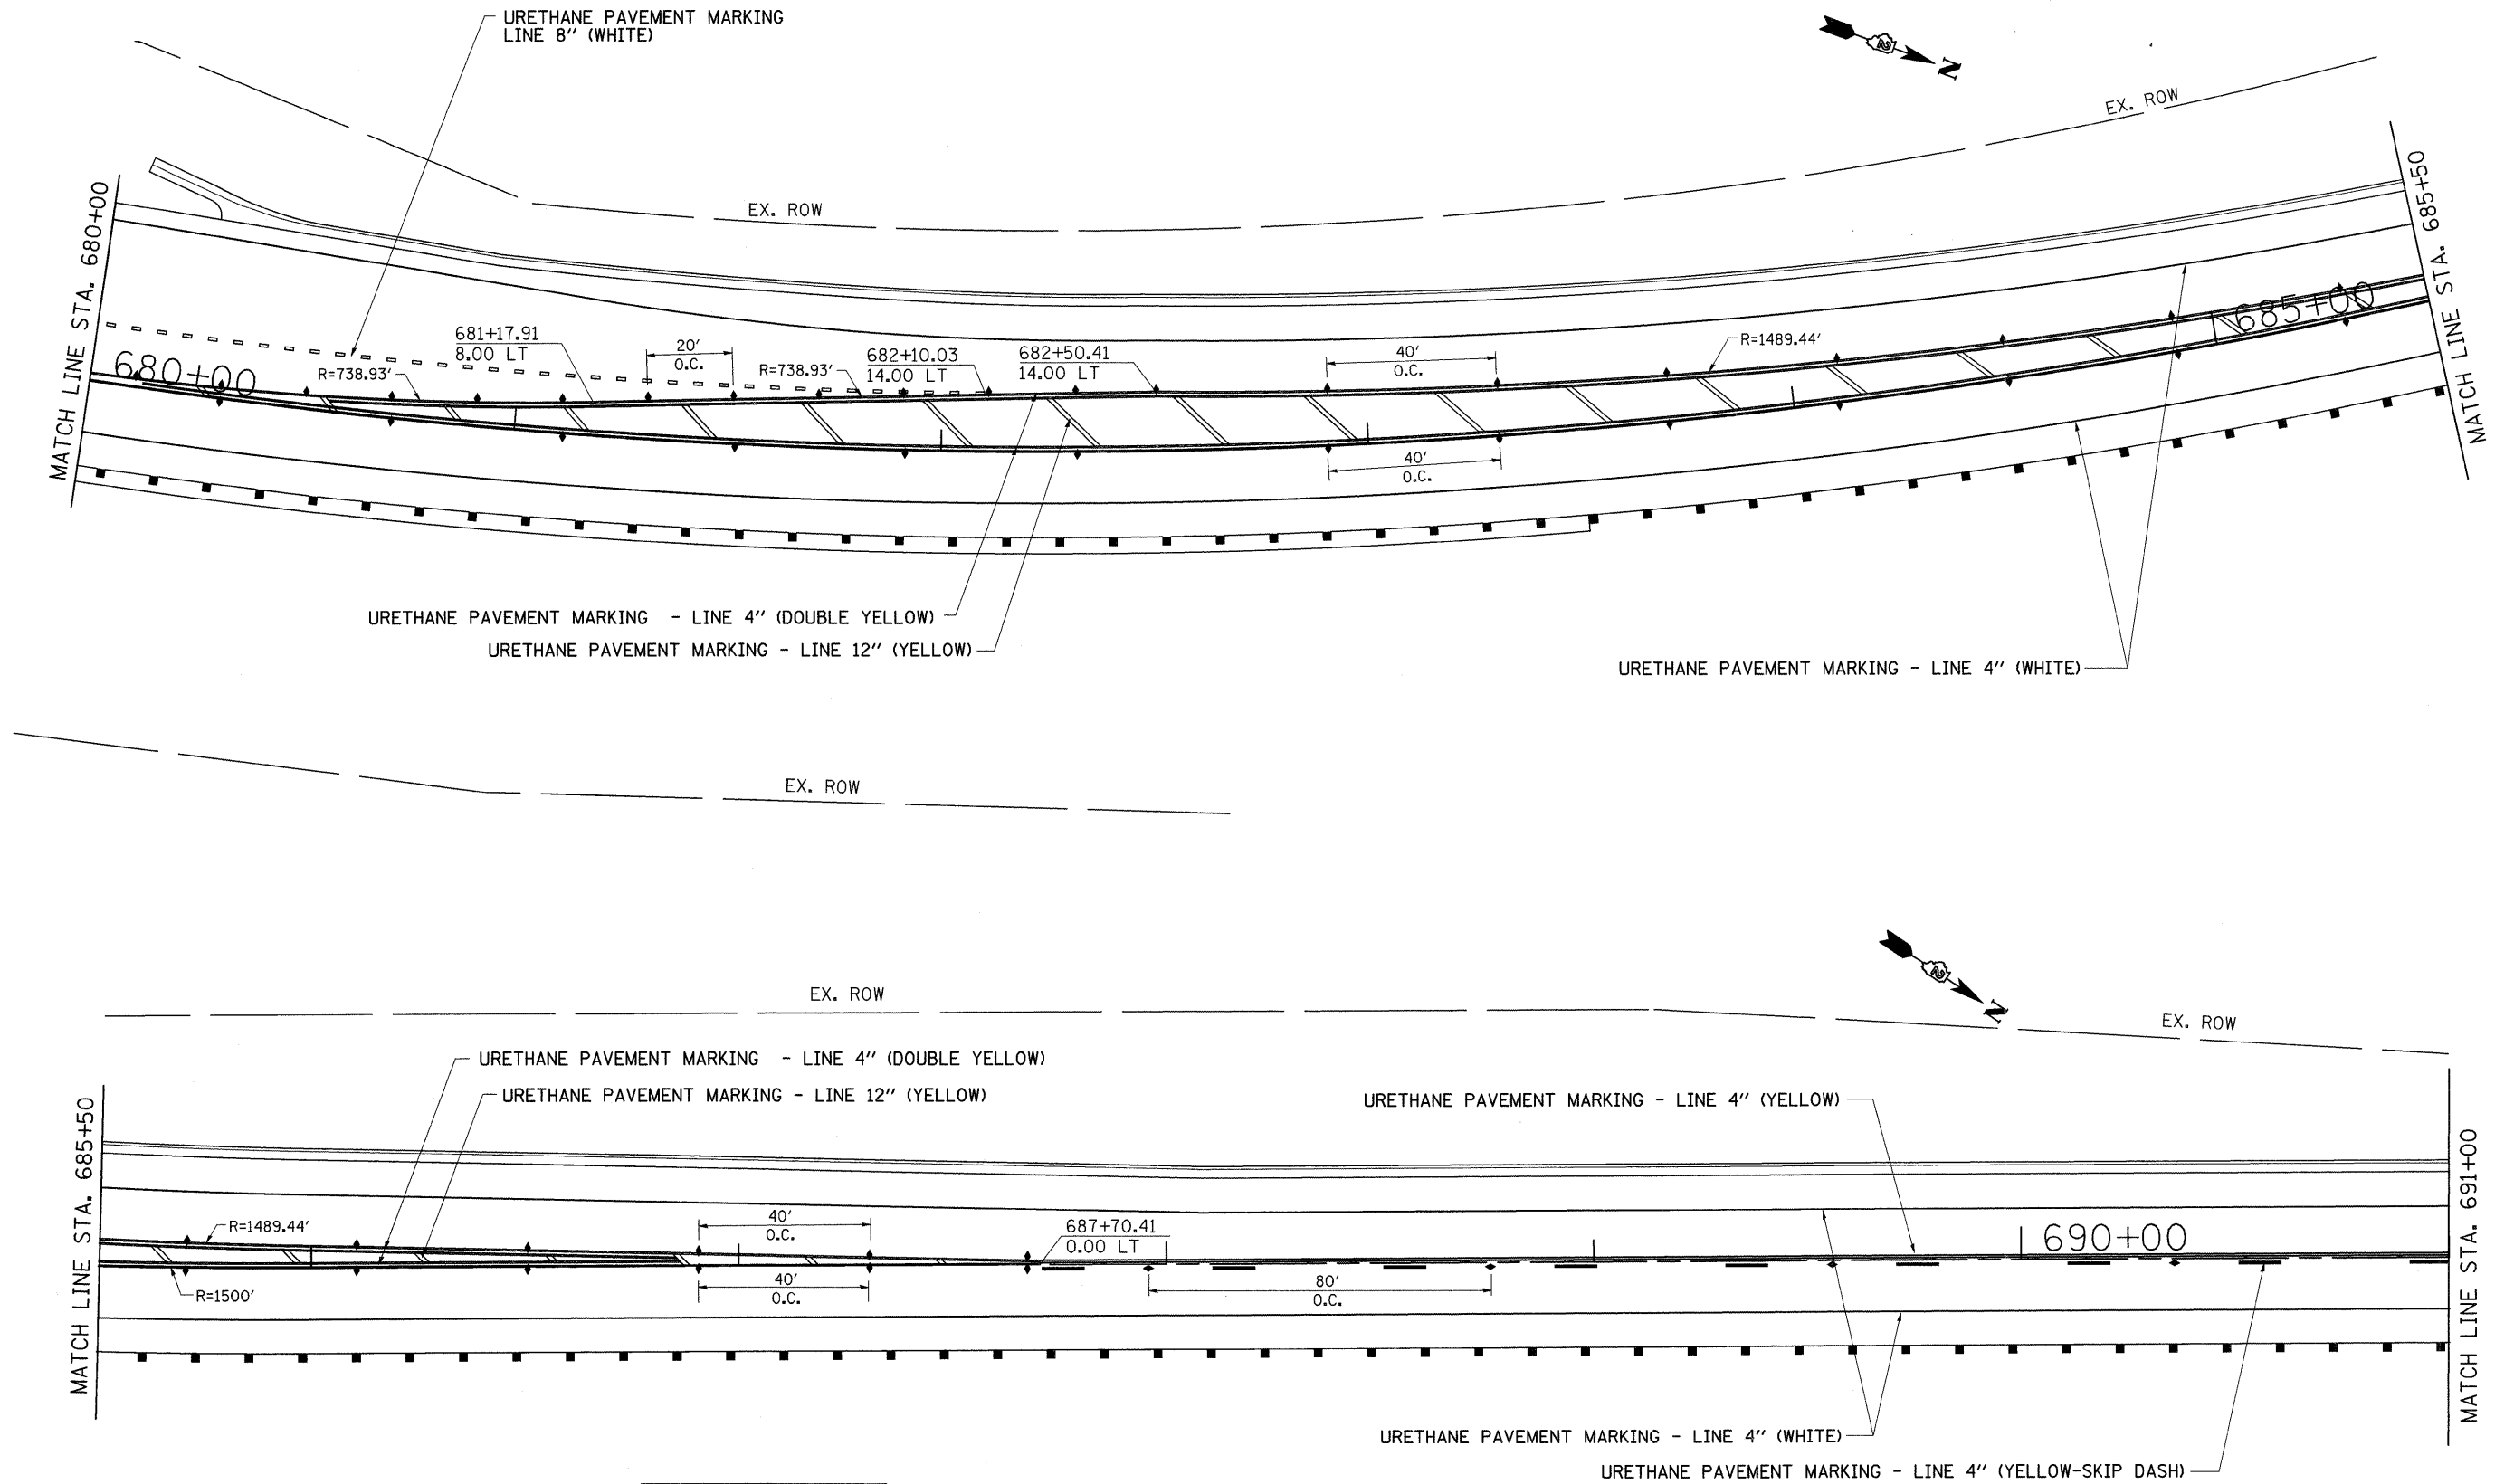 URETHANE PAVEMENT MARKING
LINE 8" (WHITE)
N
EX. ROW
EX. ROW
MATCH LINE STA. 680+00
MATCH LINE STA. 685+50
680+00
R=738.93'
681+17.91
8.00 LT
20'
O.C.
R=738.93'
682+10.03
14.00 LT
682+50.41
14.00 LT
40'
O.C.
R=1489.44'
685+00
40'
O.C.
URETHANE PAVEMENT MARKING - LINE 4" (DOUBLE YELLOW)
URETHANE PAVEMENT MARKING - LINE 12" (YELLOW)
URETHANE PAVEMENT MARKING - LINE 4" (WHITE)
EX. ROW
N
EX. ROW
EX. ROW
URETHANE PAVEMENT MARKING - LINE 4" (DOUBLE YELLOW)
URETHANE PAVEMENT MARKING - LINE 12" (YELLOW)
URETHANE PAVEMENT MARKING - LINE 4" (YELLOW)
MATCH LINE STA. 685+50
MATCH LINE STA. 691+00
R=1489.44'
40'
O.C.
687+70.41
0.00 LT
690+00
R=1500'
40'
O.C.
80'
O.C.
URETHANE PAVEMENT MARKING - LINE 4" (WHITE)
URETHANE PAVEMENT MARKING - LINE 4" (YELLOW-SKIP DASH)